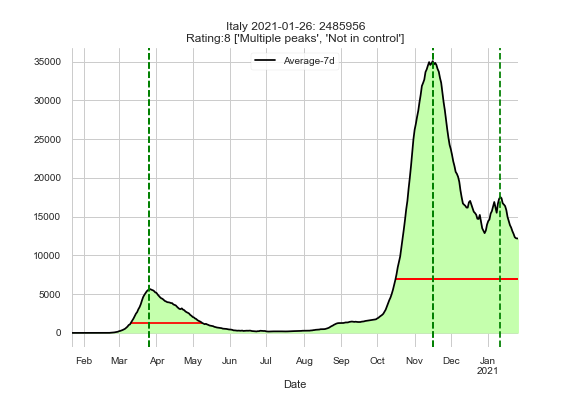 Italy 2021-01-26: 2485956
Rating:8 ['Multiple peaks', 'Not in control']
Average-7d
35000
30000
25000
20000
15000
10000
5000
0
Feb Mar Apr May Jun Jul Aug Sep Oct Nov Dec Jan
2021
Date